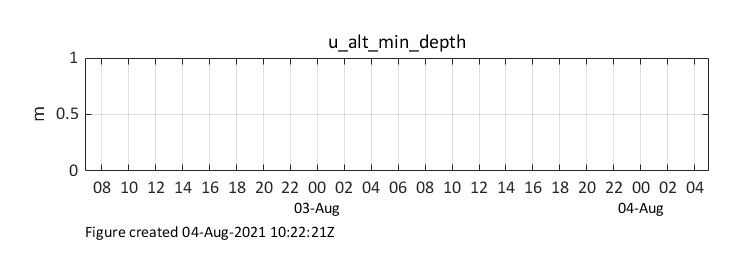 u_alt_min_depth
1
0.5
0
m
08 10 12 14 16 18 20 22 00 02 04 06 08 10 12 14 16 18 20 22 00 02 04
03-Aug 04-Aug
Figure created 04-Aug-2021 10:22:21Z